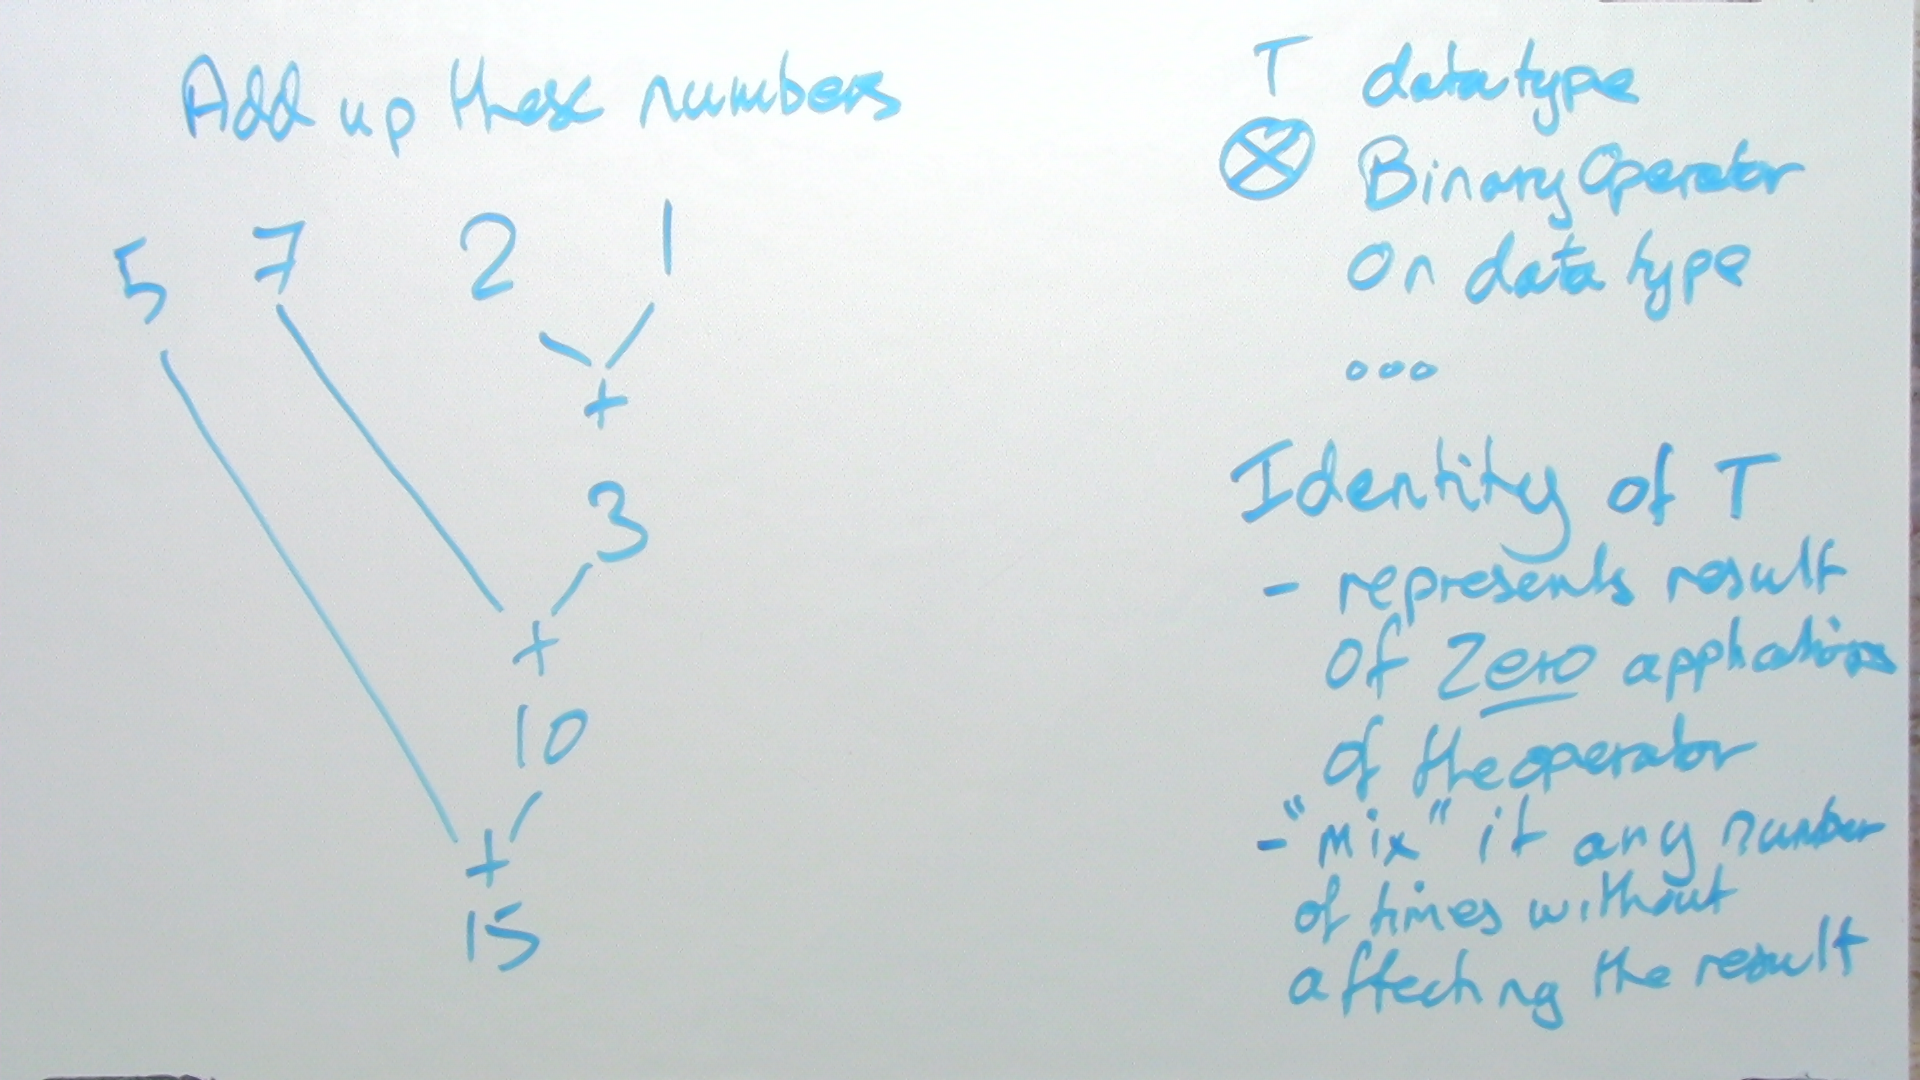 Add up these numbers
5 7 2 1
+
3
+
10
+
15
T datatype
⊗ Binary Operator
On data type
...
Identity of T
- represents result
of zero applications
of the operator
- "mix" it any number
of times without
affecting the result